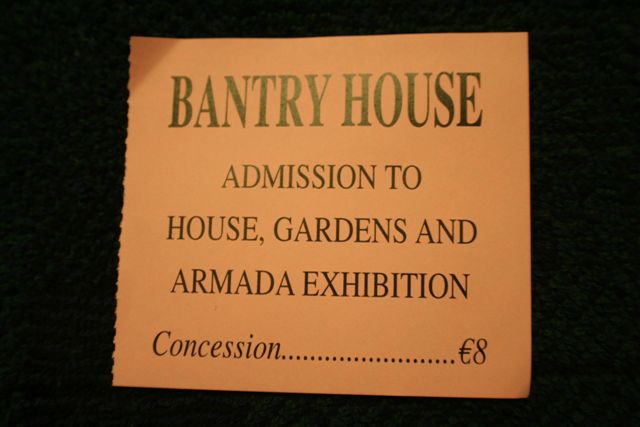 BANTRY HOUSE
ADMISSION TO
HOUSE, GARDENS AND
ARMADA EXHIBITION
Concession........................€8